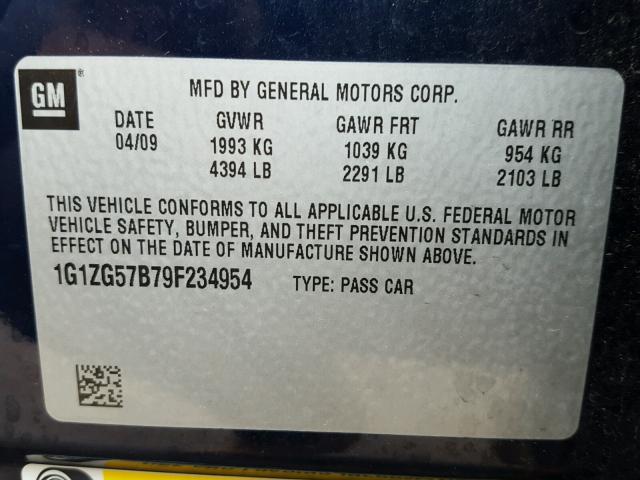 GM ®
MFD BY GENERAL MOTORS CORP.
DATE GVWR GAWR FRT GAWR RR
04/09 1993 KG 1039 KG 954 KG
4394 LB 2291 LB 2103 LB
THIS VEHICLE CONFORMS TO ALL APPLICABLE U.S. FEDERAL MOTOR
VEHICLE SAFETY, BUMPER, AND THEFT PREVENTION STANDARDS IN
EFFECT ON THE DATE OF MANUFACTURE SHOWN ABOVE.
1G1ZG57B79F234954 TYPE: PASS CAR